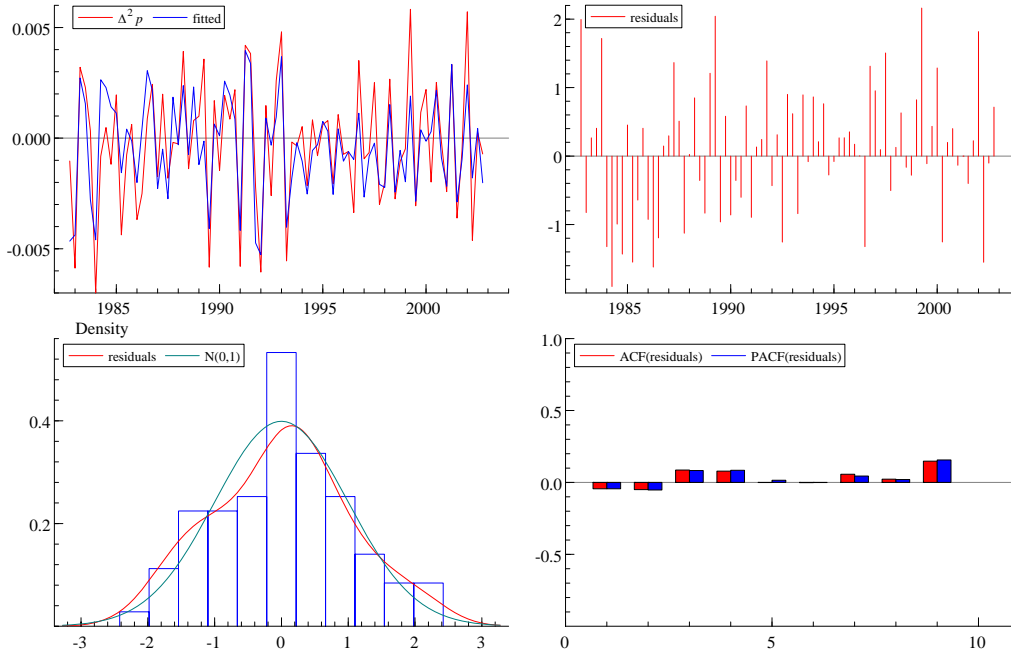 0.005
Δ² p fitted
0.000
-0.005
1985 1990 1995 2000
2 residuals
1
0
-1
1985 1990 1995 2000
Density
residuals N(0,1)
0.4
0.2
-3 -2 -1 0 1 2 3
1.0
ACF(residuals) PACF(residuals)
0.5
0.0
-0.5
0 5 10